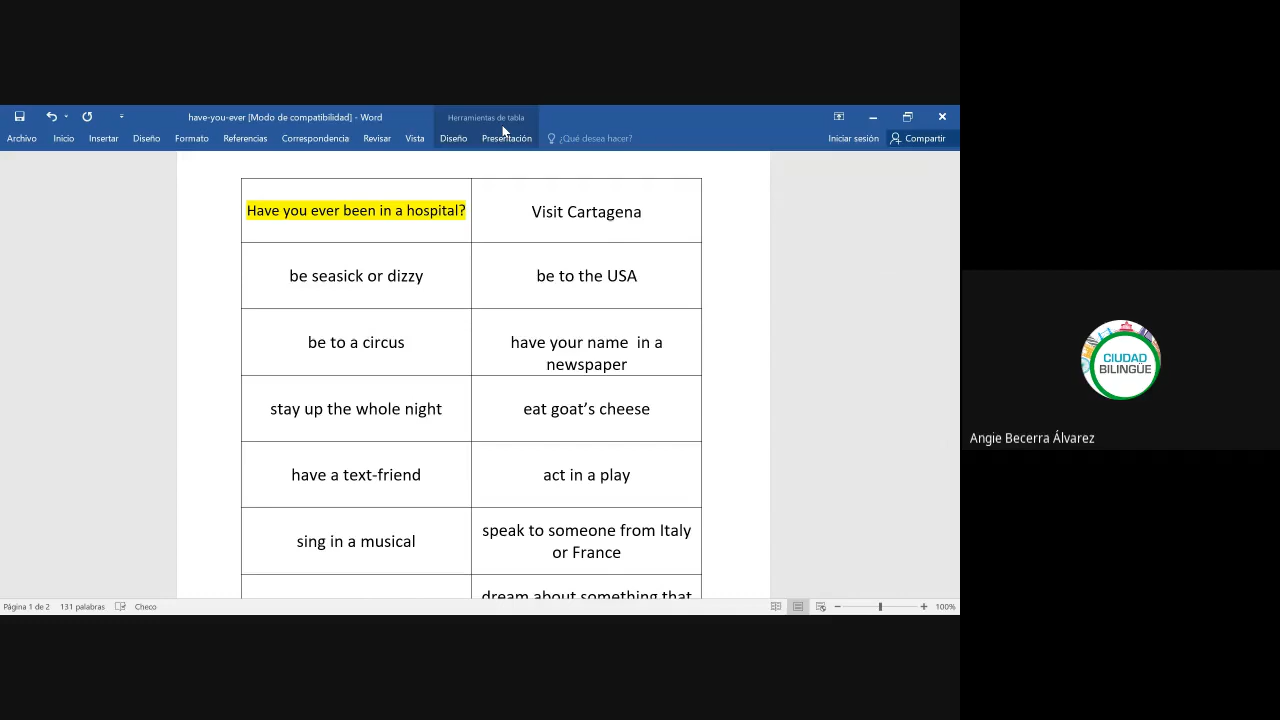 have-you-ever [Modo de compatibilidad] - Word
Herramientas de tabla
Archivo Inicio Insertar Diseño Formato Referencias Correspondencia Revisar Vista Diseño Presentación ¿Qué desea hacer? Iniciar sesión Compartir
Have you ever been in a hospital?
Visit Cartagena
be seasick or dizzy
be to the USA
be to a circus
have your name in a
newspaper
stay up the whole night
eat goat's cheese
have a text-friend
act in a play
sing in a musical
speak to someone from Italy
or France
dream about something that
Página 1 de 2 131 palabras Checo 100%
CIUDAD
BILINGÜE
Angie Becerra Álvarez